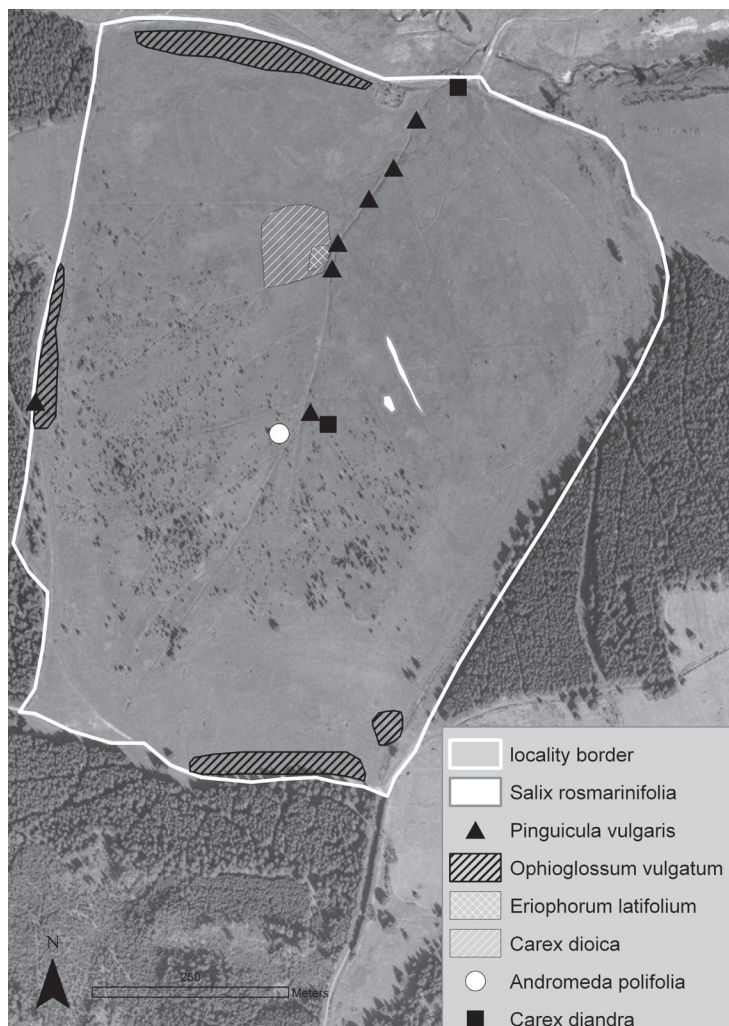 locality border
Salix rosmarinifolia
Pinguicula vulgaris
Ophioglossum vulgatum
Eriophorum latifolium
Carex dioica
Andromeda polifolia
Carex diandra
N
250
Meters